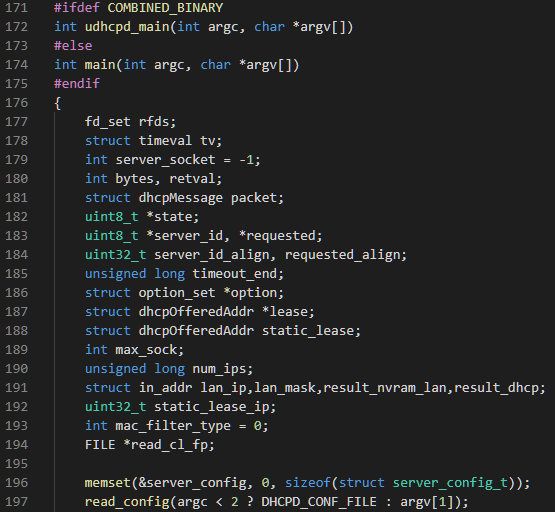 171 #ifdef COMBINED_BINARY
172 int udhcpd_main(int argc, char *argv[])
173 #else
174 int main(int argc, char *argv[])
175 #endif
176 {
177     fd_set rfds;
178     struct timeval tv;
179     int server_socket = -1;
180     int bytes, retval;
181     struct dhcpMessage packet;
182     uint8_t *state;
183     uint8_t *server_id, *requested;
184     uint32_t server_id_align, requested_align;
185     unsigned long timeout_end;
186     struct option_set *option;
187     struct dhcpOfferedAddr *lease;
188     struct dhcpOfferedAddr static_lease;
189     int max_sock;
190     unsigned long num_ips;
191     struct in_addr lan_ip,lan_mask,result_nvram_lan,result_dhcp;
192     uint32_t static_lease_ip;
193     int mac_filter_type = 0;
194     FILE *read_cl_fp;
195
196     memset(&server_config, 0, sizeof(struct server_config_t));
197     read_config(argc < 2 ? DHCPD_CONF_FILE : argv[1]);